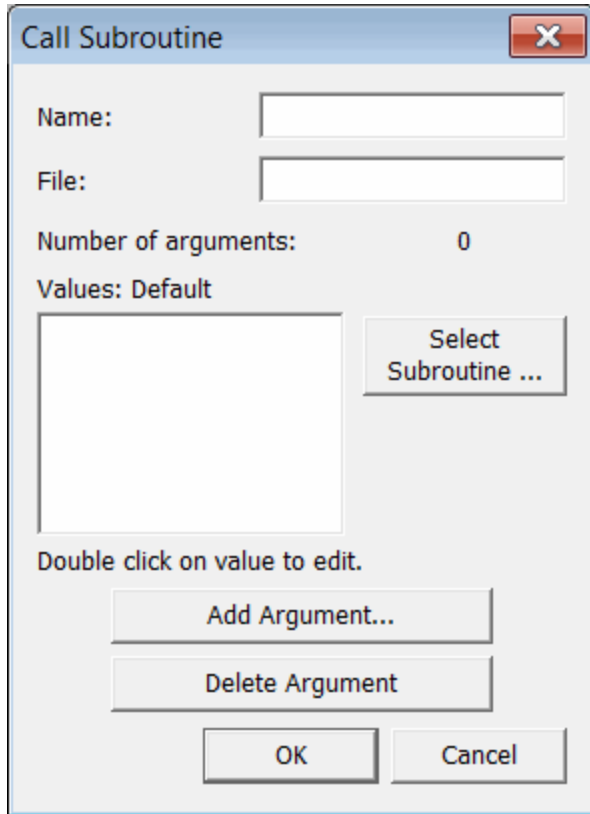 Call Subroutine
Name:
File:
Number of arguments: 0
Values: Default
Select
Subroutine ...
Double click on value to edit.
Add Argument...
Delete Argument
OK Cancel